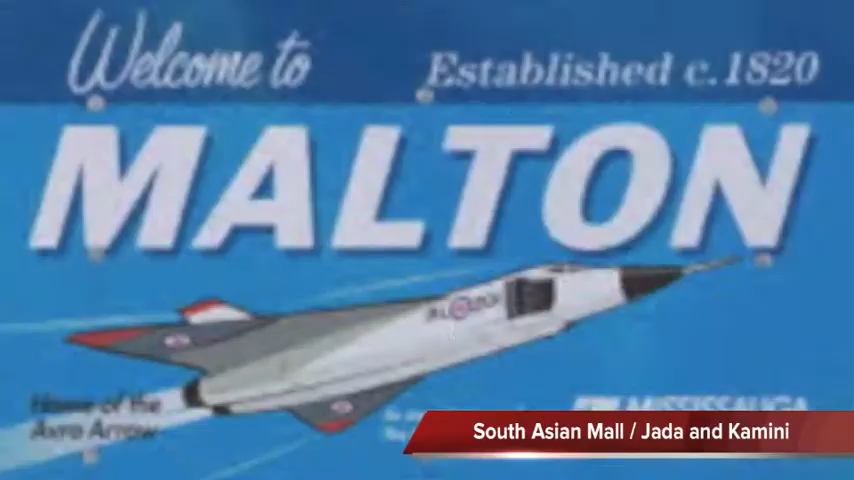 Welcome to
Established c.1820
MALTON
Home of the
Avro Arrow
MISSISSAUGA
South Asian Mall / Jada and Kamini